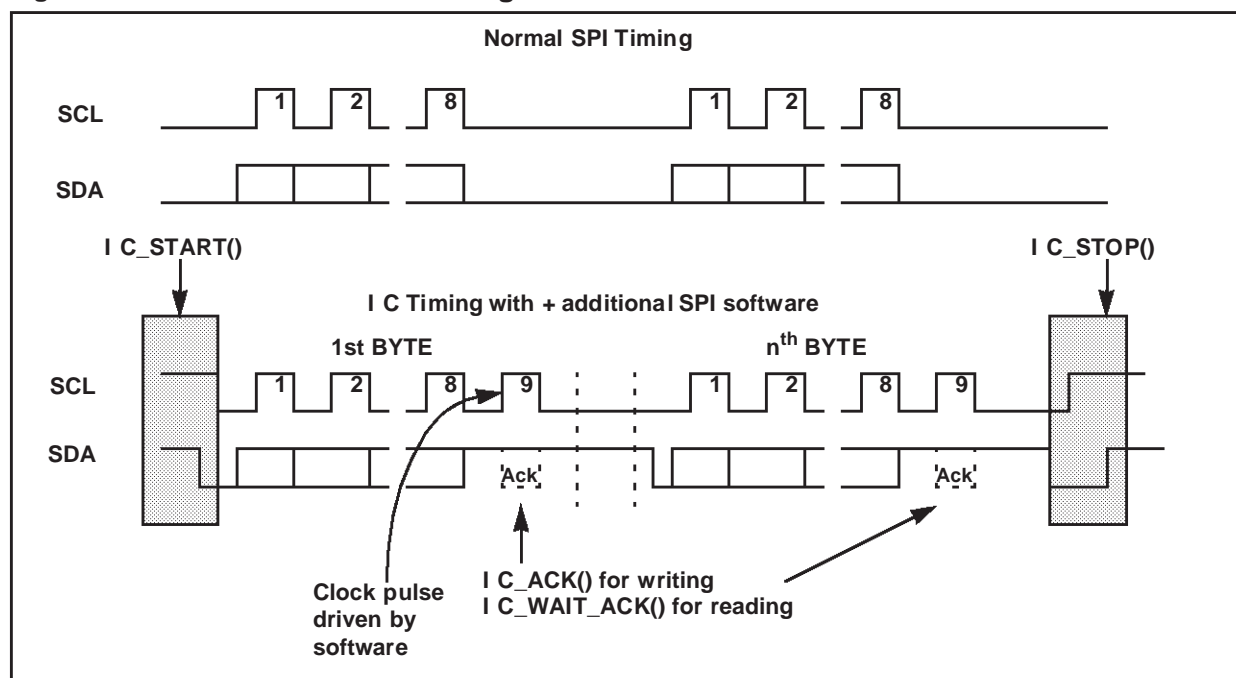 Normal SPI Timing
1 2 8 1 2 8
SCL
SDA
I C_START() I C_STOP()
I C Timing with + additional SPI software
1st BYTE nth BYTE
SCL 1 2 8 9 1 2 8 9
SDA
Ack Ack
I C_ACK() for writing
I C_WAIT_ACK() for reading
Clock pulse
driven by
software